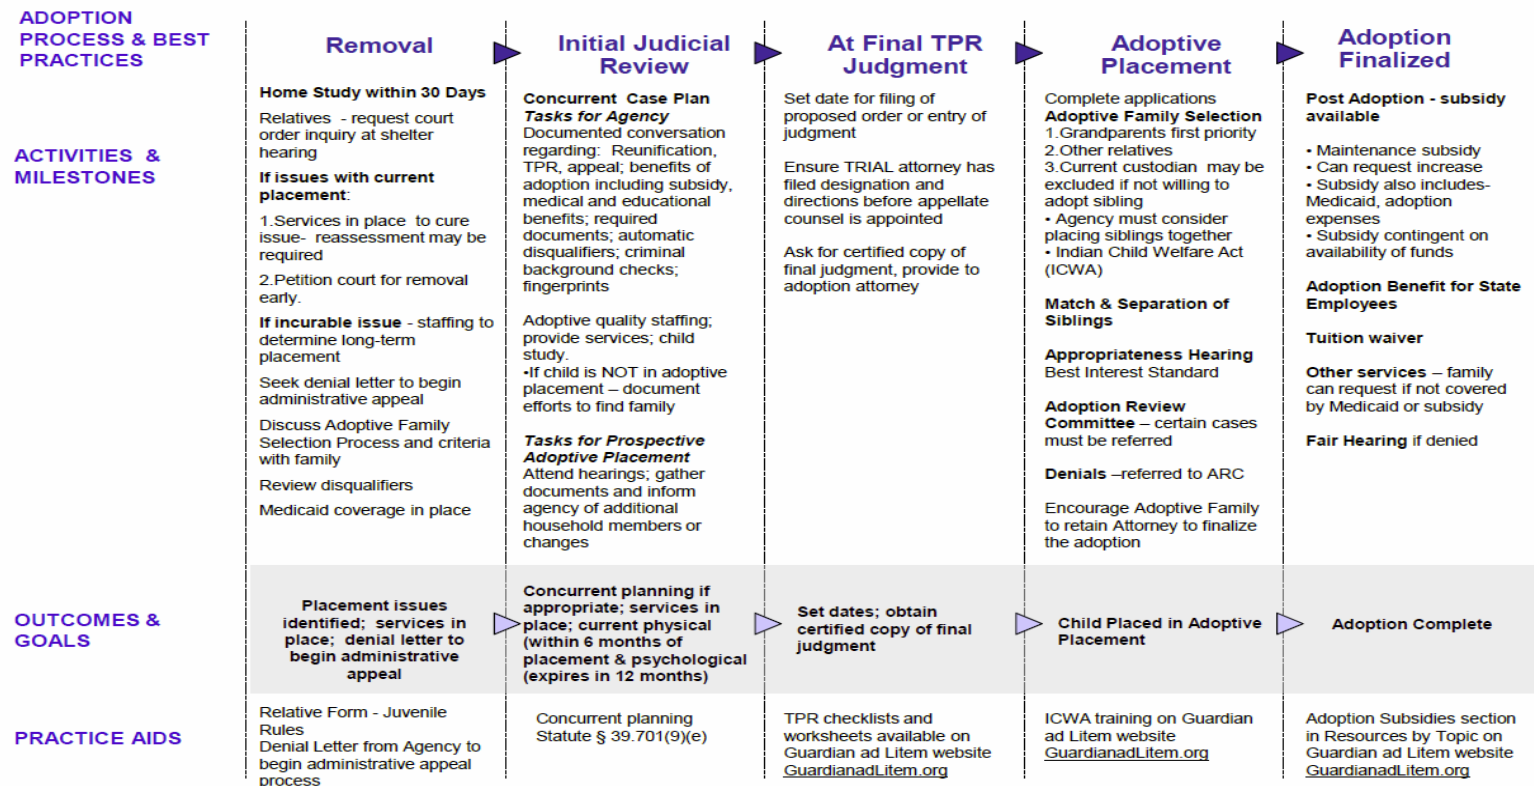 ADOPTION
PROCESS & BEST
PRACTICES
Removal
Initial Judicial
Review
At Final TPR
Judgment
Adoptive
Placement
Adoption
Finalized
ACTIVITIES &
MILESTONES
Home Study within 30 Days
Relatives - request court
order inquiry at shelter
hearing
If issues with current
placement:
1.Services in place to cure
issue- reassessment may be
required
2.Petition court for removal
early.
If incurable issue - staffing to
determine long-term
placement
Seek denial letter to begin
administrative appeal
Discuss Adoptive Family
Selection Process and criteria
with family
Review disqualifiers
Medicaid coverage in place
Concurrent Case Plan
Tasks for Agency
Documented conversation
regarding: Reunification,
TPR, appeal; benefits of
adoption including subsidy,
medical and educational
benefits; required
documents; automatic
disqualifiers; criminal
background checks;
fingerprints
Adoptive quality staffing;
provide services; child
study.
•If child is NOT in adoptive
placement – document
efforts to find family
Tasks for Prospective
Adoptive Placement
Attend hearings; gather
documents and inform
agency of additional
household members or
changes
Set date for filing of
proposed order or entry of
judgment
Ensure TRIAL attorney has
filed designation and
directions before appellate
counsel is appointed
Ask for certified copy of
final judgment, provide to
adoption attorney
Complete applications
Adoptive Family Selection
1.Grandparents first priority
2.Other relatives
3.Current custodian may be
excluded if not willing to
adopt sibling
• Agency must consider
placing siblings together
• Indian Child Welfare Act
(ICWA)
Match & Separation of
Siblings
Appropriateness Hearing
Best Interest Standard
Adoption Review
Committee – certain cases
must be referred
Denials –referred to ARC
Encourage Adoptive Family
to retain Attorney to finalize
the adoption
Post Adoption - subsidy
available
• Maintenance subsidy
• Can request increase
• Subsidy also includes-
Medicaid, adoption
expenses
• Subsidy contingent on
availability of funds
Adoption Benefit for State
Employees
Tuition waiver
Other services – family
can request if not covered
by Medicaid or subsidy
Fair Hearing if denied
OUTCOMES &
GOALS
Placement issues
identified; services in
place; denial letter to
begin administrative
appeal
Concurrent planning if
appropriate; services in
place; current physical
(within 6 months of
placement & psychological
(expires in 12 months)
Set dates; obtain
certified copy of final
judgment
Child Placed in Adoptive
Placement
Adoption Complete
PRACTICE AIDS
Relative Form - Juvenile
Rules
Denial Letter from Agency to
begin administrative appeal
process
Concurrent planning
Statute § 39.701(9)(e)
TPR checklists and
worksheets available on
Guardian ad Litem website
GuardianadLitem.org
ICWA training on Guardian
ad Litem website
GuardianadLitem.org
Adoption Subsidies section
in Resources by Topic on
Guardian ad Litem website
GuardianadLitem.org